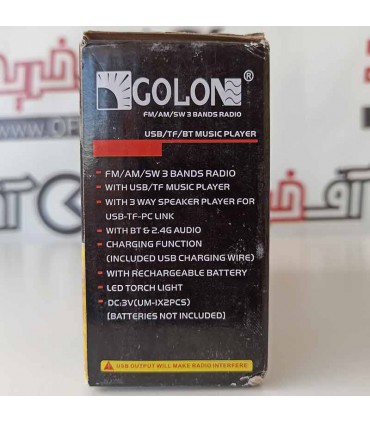 GOLON®
FM/AM/SW 3 BANDS RADIO
USB/TF/BT MUSIC PLAYER
FM/AM/SW 3 BANDS RADIO
WITH USB/TF MUSIC PLAYER
WITH 3 WAY SPEAKER PLAYER FOR
USB-TF-PC LINK
WITH BT & 2.4G AUDIO
CHARGING FUNCTION
(INCLUDED USB CHARGING WIRE)
WITH RECHARGEABLE BATTERY
LED TORCH LIGHT
DC:3V(UM-1X2PCS)
(BATTERIES NOT INCLUDED)
USB OUTPUT WILL MAKE RADIO INTERFERE